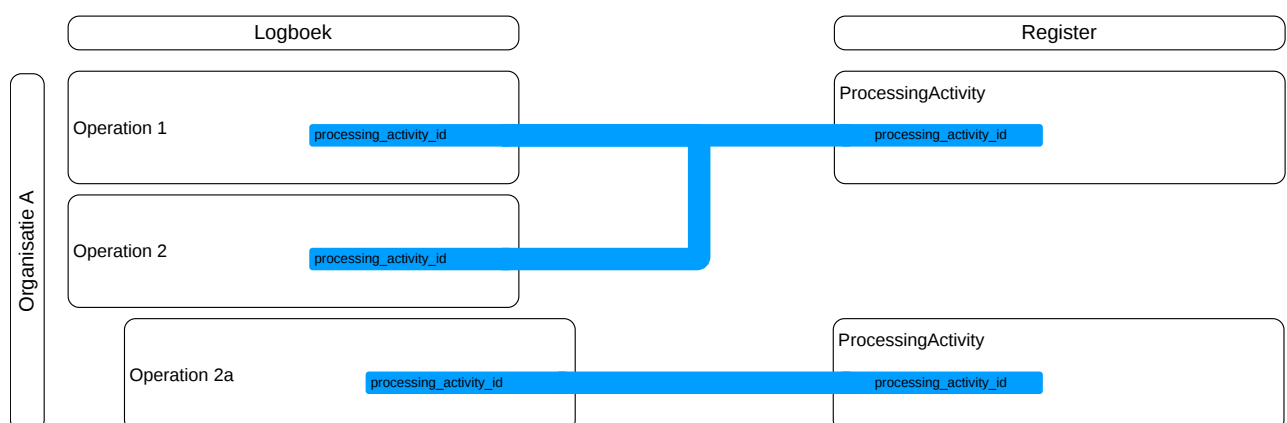 Logboek
Register
Organisatie A
ProcessingActivity
Operation 1
processing_activity_id
processing_activity_id
Operation 2
processing_activity_id
ProcessingActivity
Operation 2a
processing_activity_id
processing_activity_id